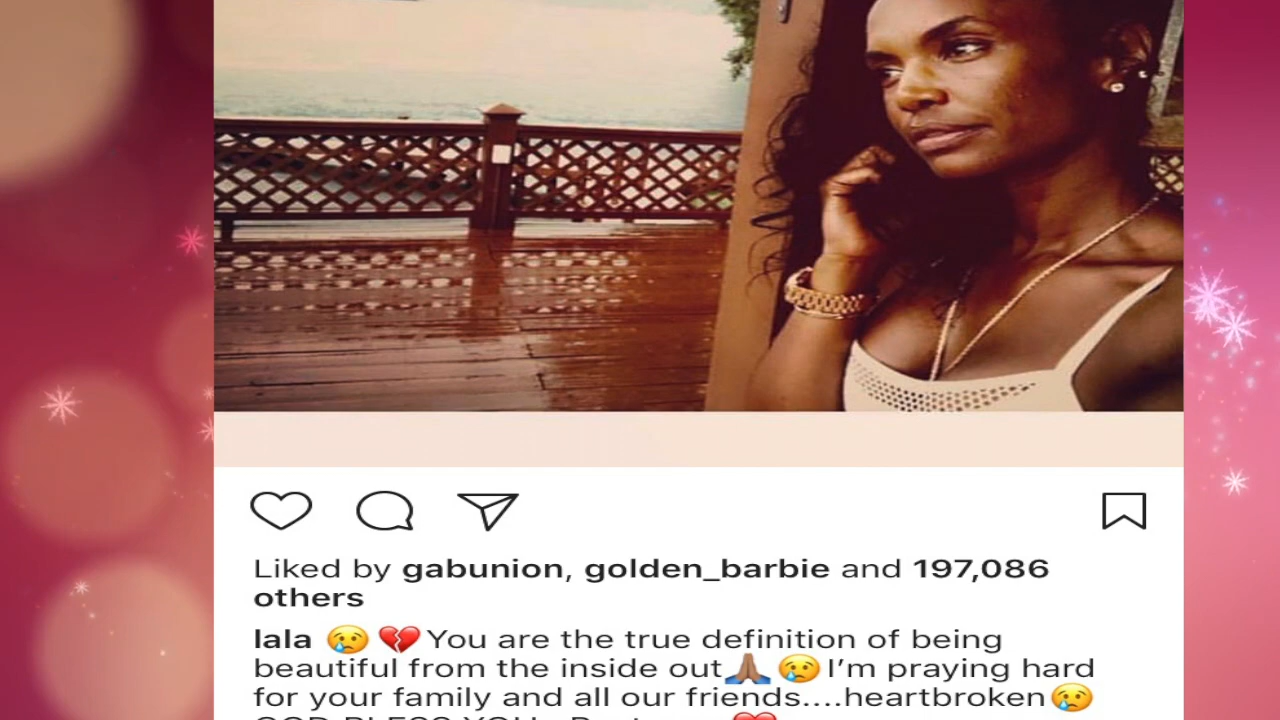 Liked by gabunion, golden_barbie and 197,086
others
lala 😢 💔 You are the true definition of being
beautiful from the inside out🙏🏽 😢 I'm praying hard
for your family and all our friends....heartbroken😢